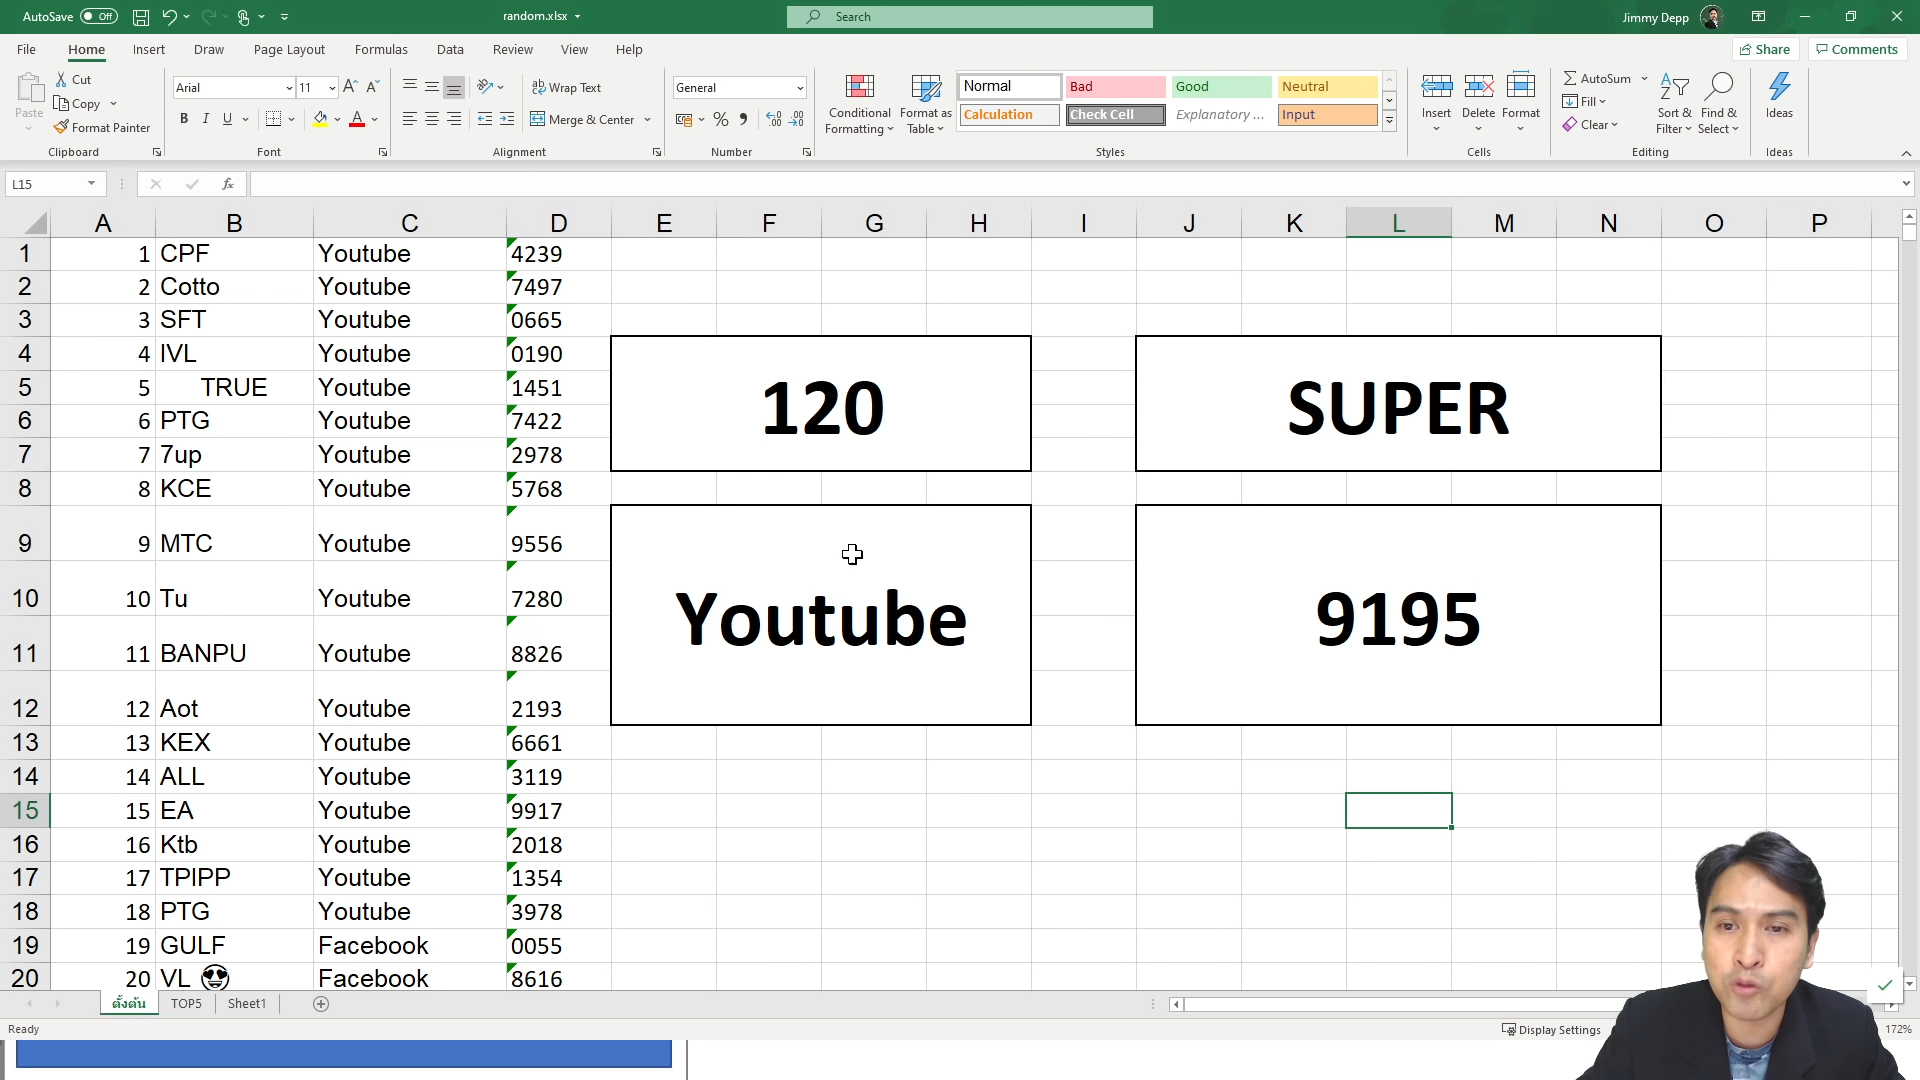 AutoSave Off random.xlsx Search Jimmy Depp
File Home Insert Draw Page Layout Formulas Data Review View Help Share Comments
Paste Cut Copy Format Painter Clipboard
Arial 11 B I U A Font
Wrap Text Merge & Center Alignment
General % Number
Conditional Formatting Format as Table
Normal Bad Good Neutral
Calculation Check Cell Explanatory ... Input
Styles
Insert Delete Format Cells
AutoSum Fill Clear Sort & Filter Find & Select Editing
Ideas Ideas
L15 fx
A B C D E F G H I J K L M N O P
1 1 CPF Youtube 4239
2 2 Cotto Youtube 7497
3 3 SFT Youtube 0665
4 4 IVL Youtube 0190
5 5 TRUE Youtube 1451
6 6 PTG Youtube 7422
7 7 7up Youtube 2978
8 8 KCE Youtube 5768
9 9 MTC Youtube 9556
10 10 Tu Youtube 7280
11 11 BANPU Youtube 8826
12 12 Aot Youtube 2193
13 13 KEX Youtube 6661
14 14 ALL Youtube 3119
15 15 EA Youtube 9917
16 16 Ktb Youtube 2018
17 17 TPIPP Youtube 1354
18 18 PTG Youtube 3978
19 19 GULF Facebook 0055
20 20 VL 😍 Facebook 8616
120
SUPER
Youtube
9195
ตั้งต้น TOP5 Sheet1
Ready Display Settings 172%